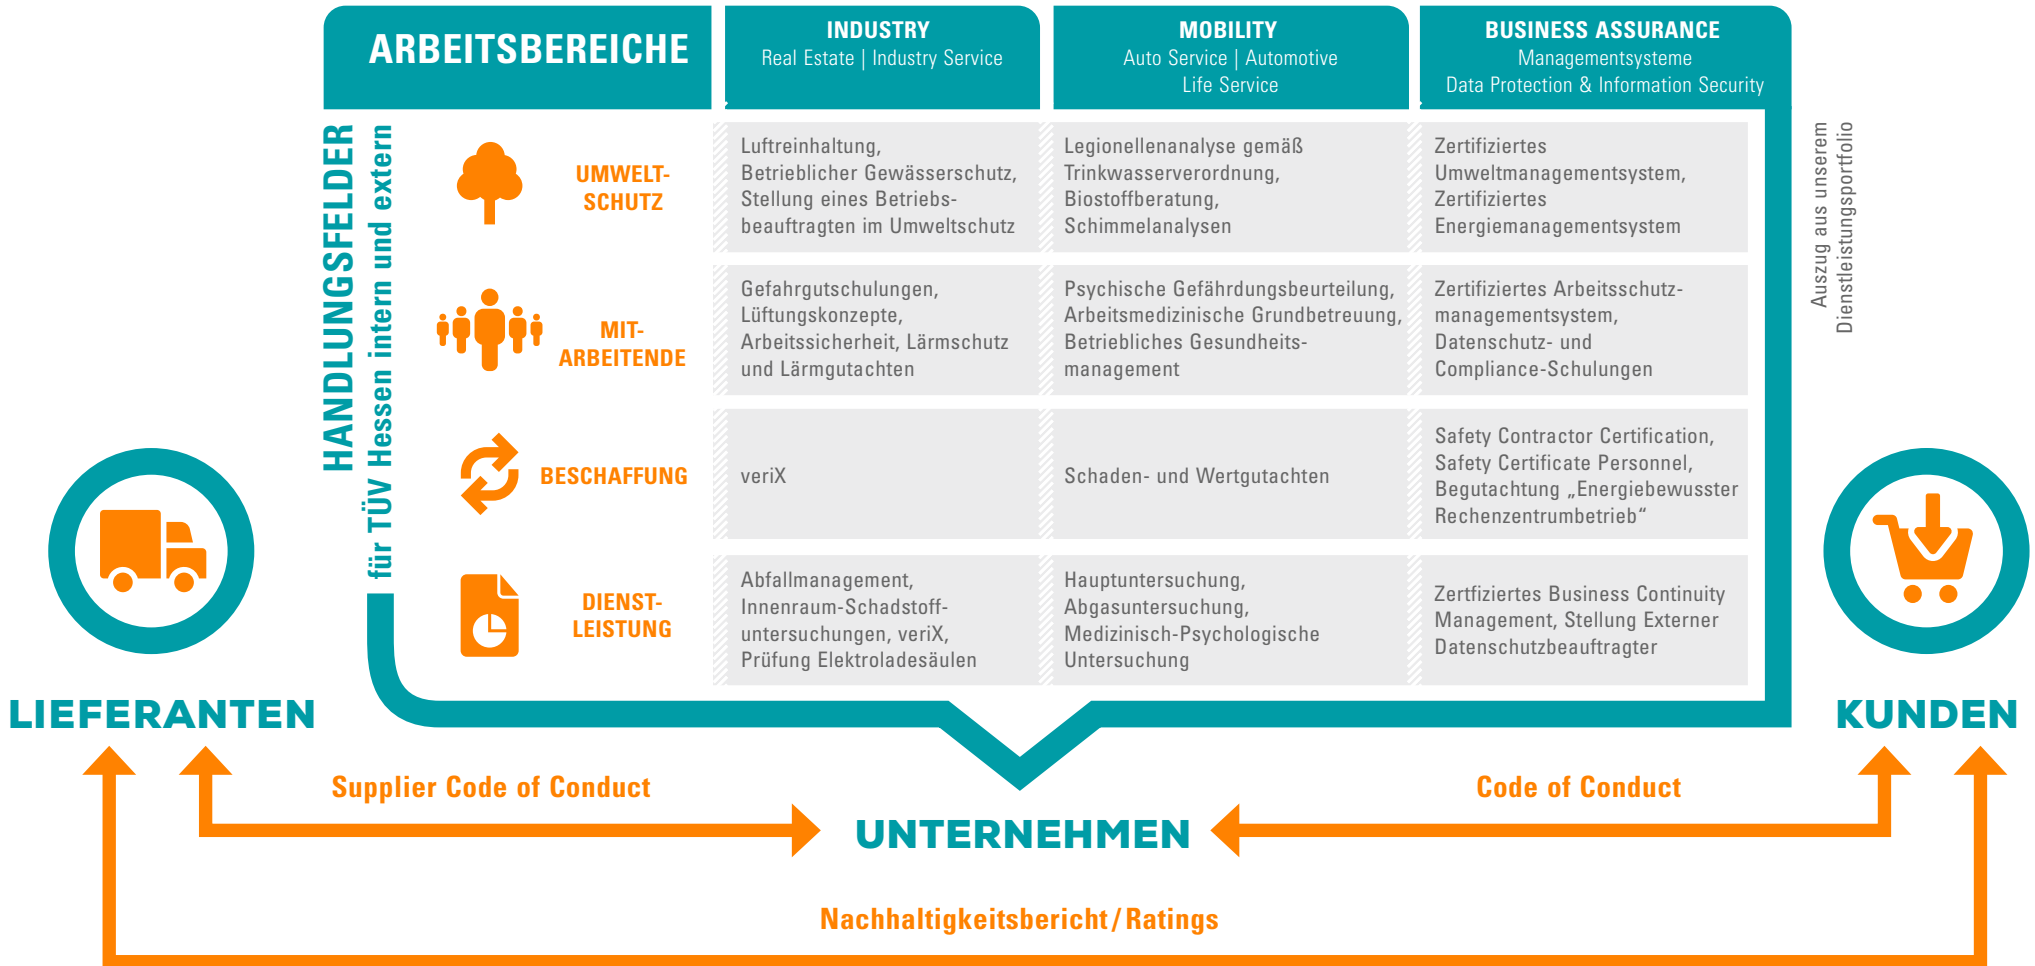 ARBEITSBEREICHE
INDUSTRY
Real Estate | Industry Service
MOBILITY
Auto Service | Automotive
Life Service
BUSINESS ASSURANCE
Managementsysteme
Data Protection & Information Security
HANDLUNGSFELDER
für TÜV Hessen intern und extern
UMWELT-
SCHUTZ
Luftreinhaltung,
Betrieblicher Gewässerschutz,
Stellung eines Betriebs-
beauftragten im Umweltschutz
Legionellenanalyse gemäß
Trinkwasserverordnung,
Biostoffberatung,
Schimmelanalysen
Zertifiziertes
Umweltmanagementsystem,
Zertifiziertes
Energiemanagementsystem
MIT-
ARBEITENDE
Gefahrgutschulungen,
Lüftungskonzepte,
Arbeitssicherheit, Lärmschutz
und Lärmgutachten
Psychische Gefährdungsbeurteilung,
Arbeitsmedizinische Grundbetreuung,
Betriebliches Gesundheits-
management
Zertifiziertes Arbeitsschutz-
managementsystem,
Datenschutz- und
Compliance-Schulungen
BESCHAFFUNG
veriX
Schaden- und Wertgutachten
Safety Contractor Certification,
Safety Certificate Personnel,
Begutachtung „Energiebewusster
Rechenzentrumbetrieb“
DIENST-
LEISTUNG
Abfallmanagement,
Innenraum-Schadstoff-
untersuchungen, veriX,
Prüfung Elektroladesäulen
Hauptuntersuchung,
Abgasuntersuchung,
Medizinisch-Psychologische
Untersuchung
Zertfiziertes Business Continuity
Management, Stellung Externer
Datenschutzbeauftragter
Auszug aus unserem
Dienstleistungsportfolio
LIEFERANTEN
KUNDEN
Supplier Code of Conduct
Code of Conduct
UNTERNEHMEN
Nachhaltigkeitsbericht / Ratings